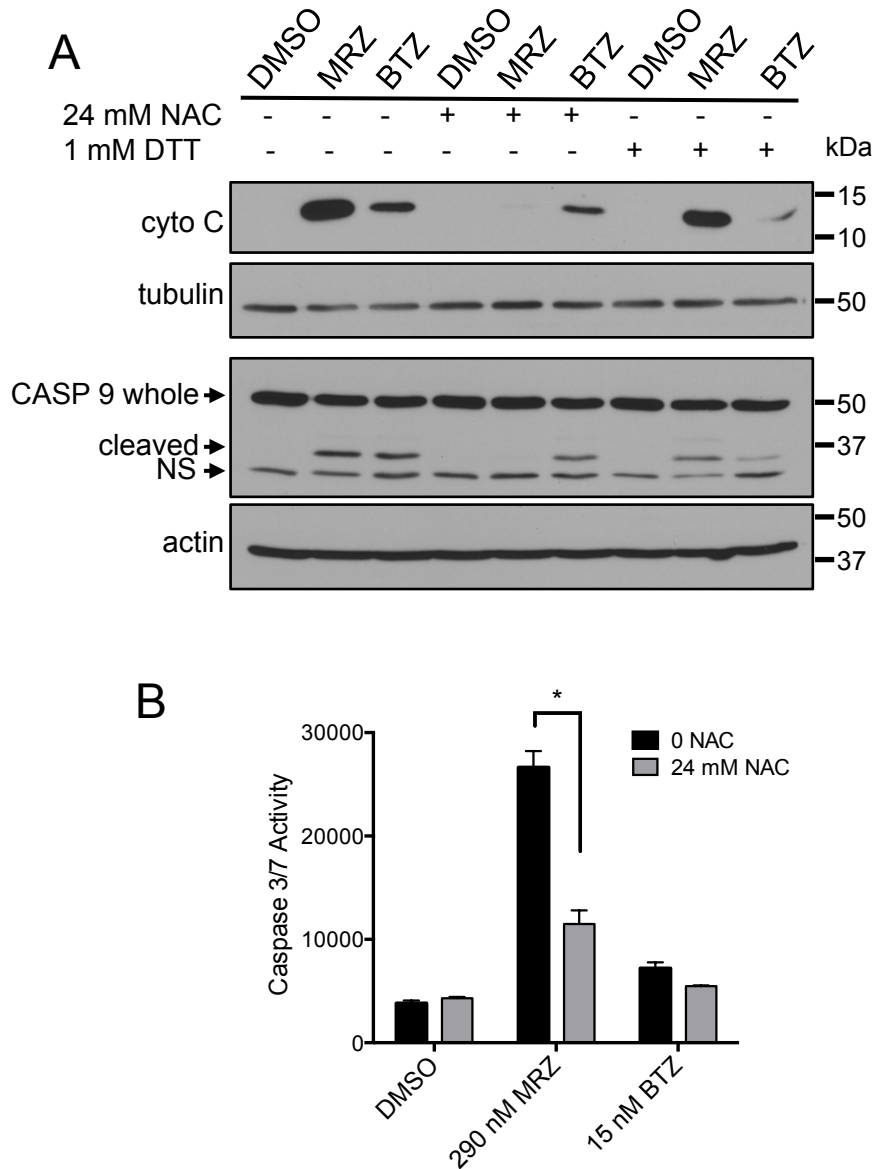 A
DMSO MRZ BTZ DMSO MRZ BTZ DMSO MRZ BTZ
24 mM NAC - - - + + + - - -
1 mM DTT - - - - - - + + + kDa
cyto C 15
10
tubulin 50
CASP 9 whole 50
cleaved 37
NS
actin 50
37
B
*
30000
20000
10000
0
Caspase 3/7 Activity
0 NAC
24 mM NAC
DMSO
290 nM MRZ
15 nM BTZ